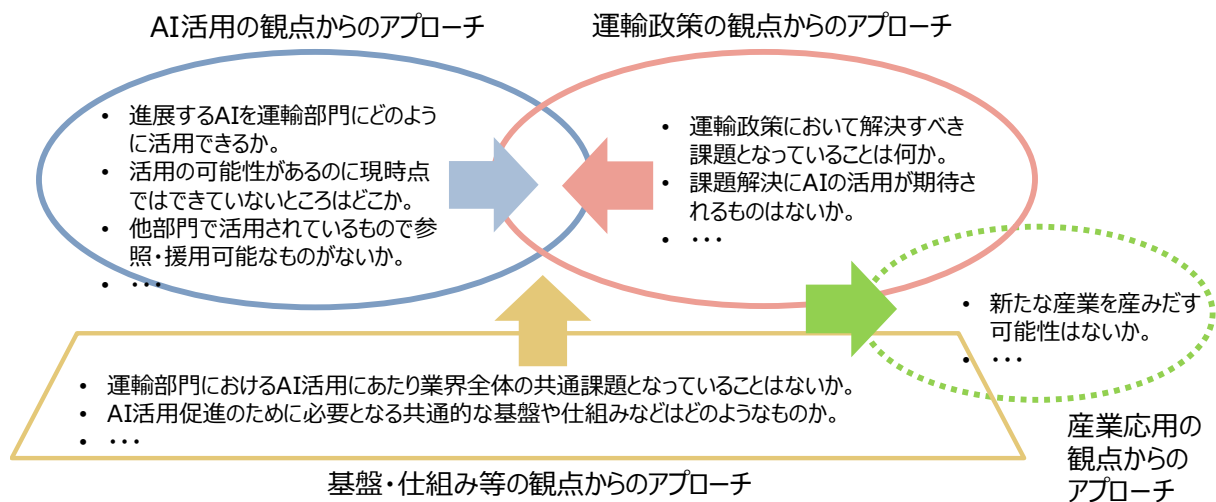 AI活用の観点からのアプローチ
運輸政策の観点からのアプローチ
• 進展するAIを運輸部門にどのよう
に活用できるか。
• 活用の可能性があるのに現時点
ではできていないところはどこか。
• 他部門で活用されているもので参
照・援用可能なものがないか。
• ・・・
• 運輸政策において解決すべき
課題となっていることは何か。
• 課題解決にAIの活用が期待さ
れるものはないか。
• ・・・
• 新たな産業を産みだす
可能性はないか。
• ・・・
産業応用の
観点からの
アプローチ
• 運輸部門におけるAI活用にあたり業界全体の共通課題となっていることはないか。
• AI活用促進のために必要となる共通的な基盤や仕組みなどはどのようなものか。
• ・・・
基盤・仕組み等の観点からのアプローチ